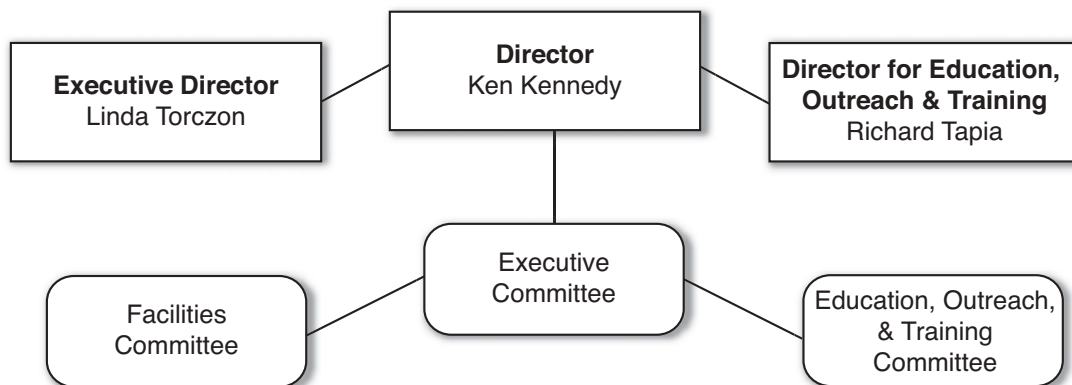 Executive Director
Linda Torczon
Director
Ken Kennedy
Director for Education,
Outreach & Training
Richard Tapia
Executive
Committee
Facilities
Committee
Education, Outreach,
& Training
Committee